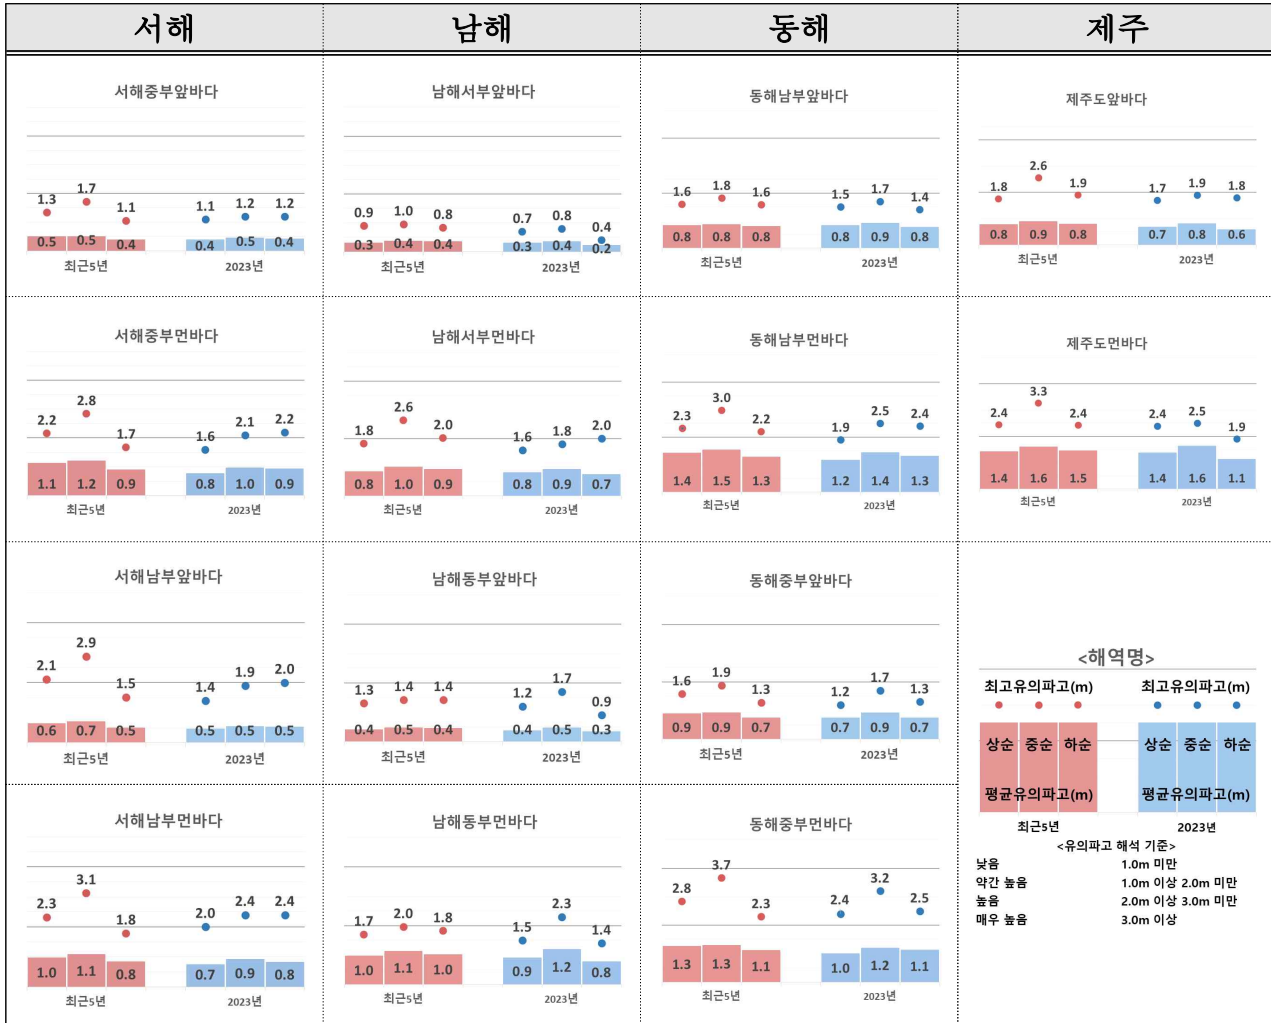 서해 남해 동해 제주
서해중부앞바다
1.3 1.7 1.1 1.1 1.2 1.2
0.5 0.5 0.4 0.4 0.5 0.4
최근5년 2023년
남해서부앞바다
0.9 1.0 0.8 0.7 0.8 0.4
0.3 0.4 0.4 0.3 0.4 0.2
최근5년 2023년
동해남부앞바다
1.6 1.8 1.6 1.5 1.7 1.4
0.8 0.8 0.8 0.8 0.9 0.8
최근5년 2023년
제주도앞바다
1.8 2.6 1.9 1.7 1.9 1.8
0.8 0.9 0.8 0.7 0.8 0.6
최근5년 2023년
서해중부먼바다
2.2 2.8 1.7 1.6 2.1 2.2
1.1 1.2 0.9 0.8 1.0 0.9
최근5년 2023년
남해서부먼바다
1.8 2.6 2.0 1.6 1.8 2.0
0.8 1.0 0.9 0.8 0.9 0.7
최근5년 2023년
동해남부먼바다
2.3 3.0 2.2 1.9 2.5 2.4
1.4 1.5 1.3 1.2 1.4 1.3
최근5년 2023년
제주도먼바다
2.4 3.3 2.4 2.4 2.5 1.9
1.4 1.6 1.5 1.4 1.6 1.1
최근5년 2023년
서해남부앞바다
2.1 2.9 1.5 1.4 1.9 2.0
0.6 0.7 0.5 0.5 0.5 0.5
최근5년 2023년
남해동부앞바다
1.3 1.4 1.4 1.2 1.7 0.9
0.4 0.5 0.4 0.4 0.5 0.3
최근5년 2023년
동해중부앞바다
1.6 1.9 1.3 1.2 1.7 1.3
0.9 0.9 0.7 0.7 0.9 0.7
최근5년 2023년
서해남부먼바다
2.3 3.1 1.8 2.0 2.4 2.4
1.0 1.1 0.8 0.7 0.9 0.8
최근5년 2023년
남해동부먼바다
1.7 2.0 1.8 1.5 2.3 1.4
1.0 1.1 1.0 0.9 1.2 0.8
최근5년 2023년
동해중부먼바다
2.8 3.7 2.3 2.4 3.2 2.5
1.3 1.3 1.1 1.0 1.2 1.1
최근5년 2023년
<해역명>
최고유의파고(m) 최고유의파고(m)
상순 중순 하순 상순 중순 하순
평균유의파고(m) 평균유의파고(m)
최근5년 2023년
<유의파고 해석 기준>
낮음 1.0m 미만
약간 높음 1.0m 이상 2.0m 미만
높음 2.0m 이상 3.0m 미만
매우 높음 3.0m 이상